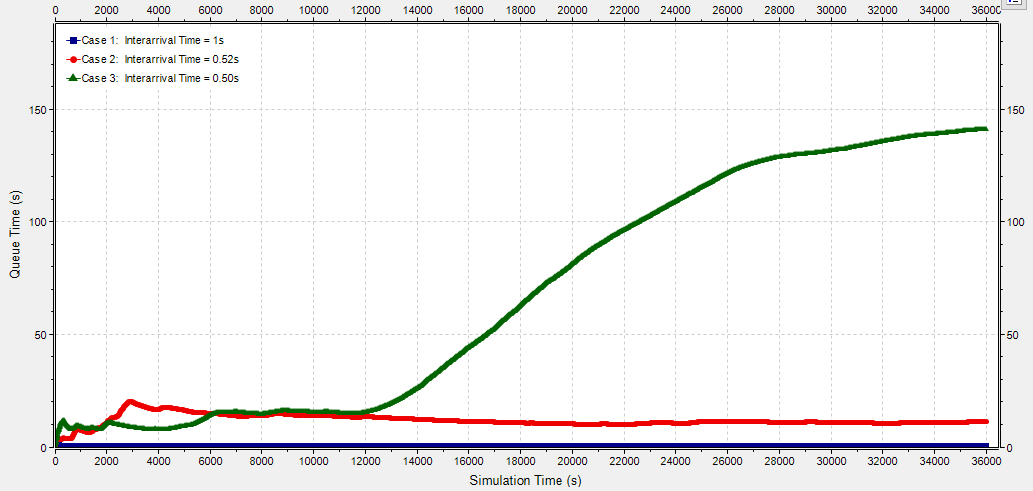 0 2000 4000 6000 8000 10000 12000 14000 16000 18000 20000 22000 24000 26000 28000 30000 32000 34000 36000
Case 1: Interarrival Time = 1s
Case 2: Interarrival Time = 0.52s
Case 3: Interarrival Time = 0.50s
150 150
100 100
50 50
0 0
Queue Time (s)
0 2000 4000 6000 8000 10000 12000 14000 16000 18000 20000 22000 24000 26000 28000 30000 32000 34000 36000
Simulation Time (s)